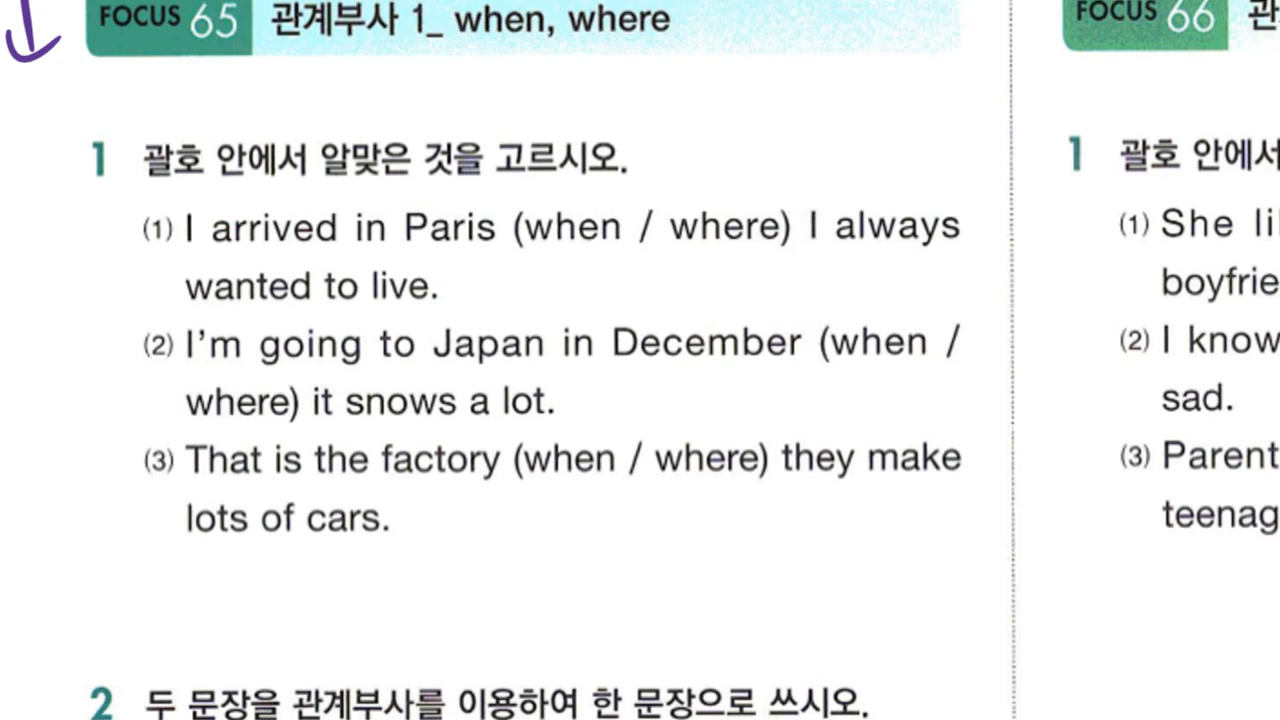 FOCUS 65 관계부사 1_ when, where
1 괄호 안에서 알맞은 것을 고르시오.
(1) I arrived in Paris (when / where) I always
wanted to live.
(2) I'm going to Japan in December (when /
where) it snows a lot.
(3) That is the factory (when / where) they make
lots of cars.
2 두 문장을 관계부사를 이용하여 한 문장으로 쓰시오.
FOCUS 66 관
1 괄호 안에서
(1) She li
boyfrie
(2) I know
sad.
(3) Parent
teenag